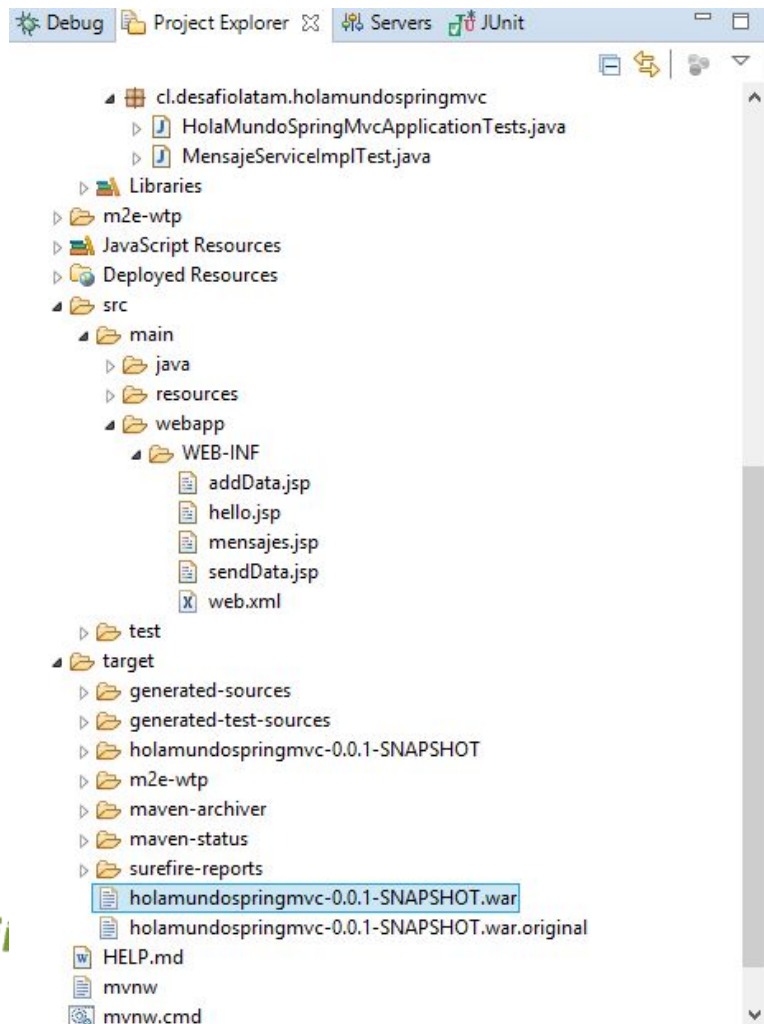 Debug Project Explorer Servers JUnit
cl.desafiolatam.holamundospringmvc
HolaMundoSpringMvcApplicationTests.java
MensajeServiceImplTest.java
Libraries
m2e-wtp
JavaScript Resources
Deployed Resources
src
main
java
resources
webapp
WEB-INF
addData.jsp
hello.jsp
mensajes.jsp
sendData.jsp
web.xml
test
target
generated-sources
generated-test-sources
holamundospringmvc-0.0.1-SNAPSHOT
m2e-wtp
maven-archiver
maven-status
surefire-reports
holamundospringmvc-0.0.1-SNAPSHOT.war
holamundospringmvc-0.0.1-SNAPSHOT.war.original
HELP.md
mvnw
mvnw.cmd